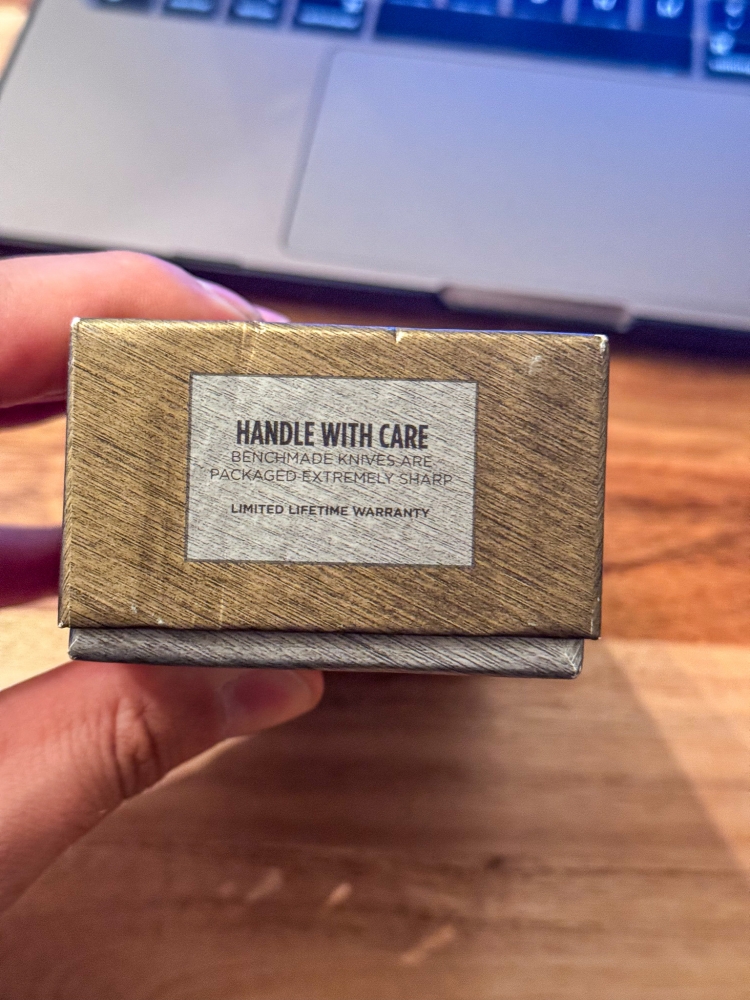 HANDLE WITH CARE
BENCHMADE KNIVES ARE
PACKAGED EXTREMELY SHARP
LIMITED LIFETIME WARRANTY